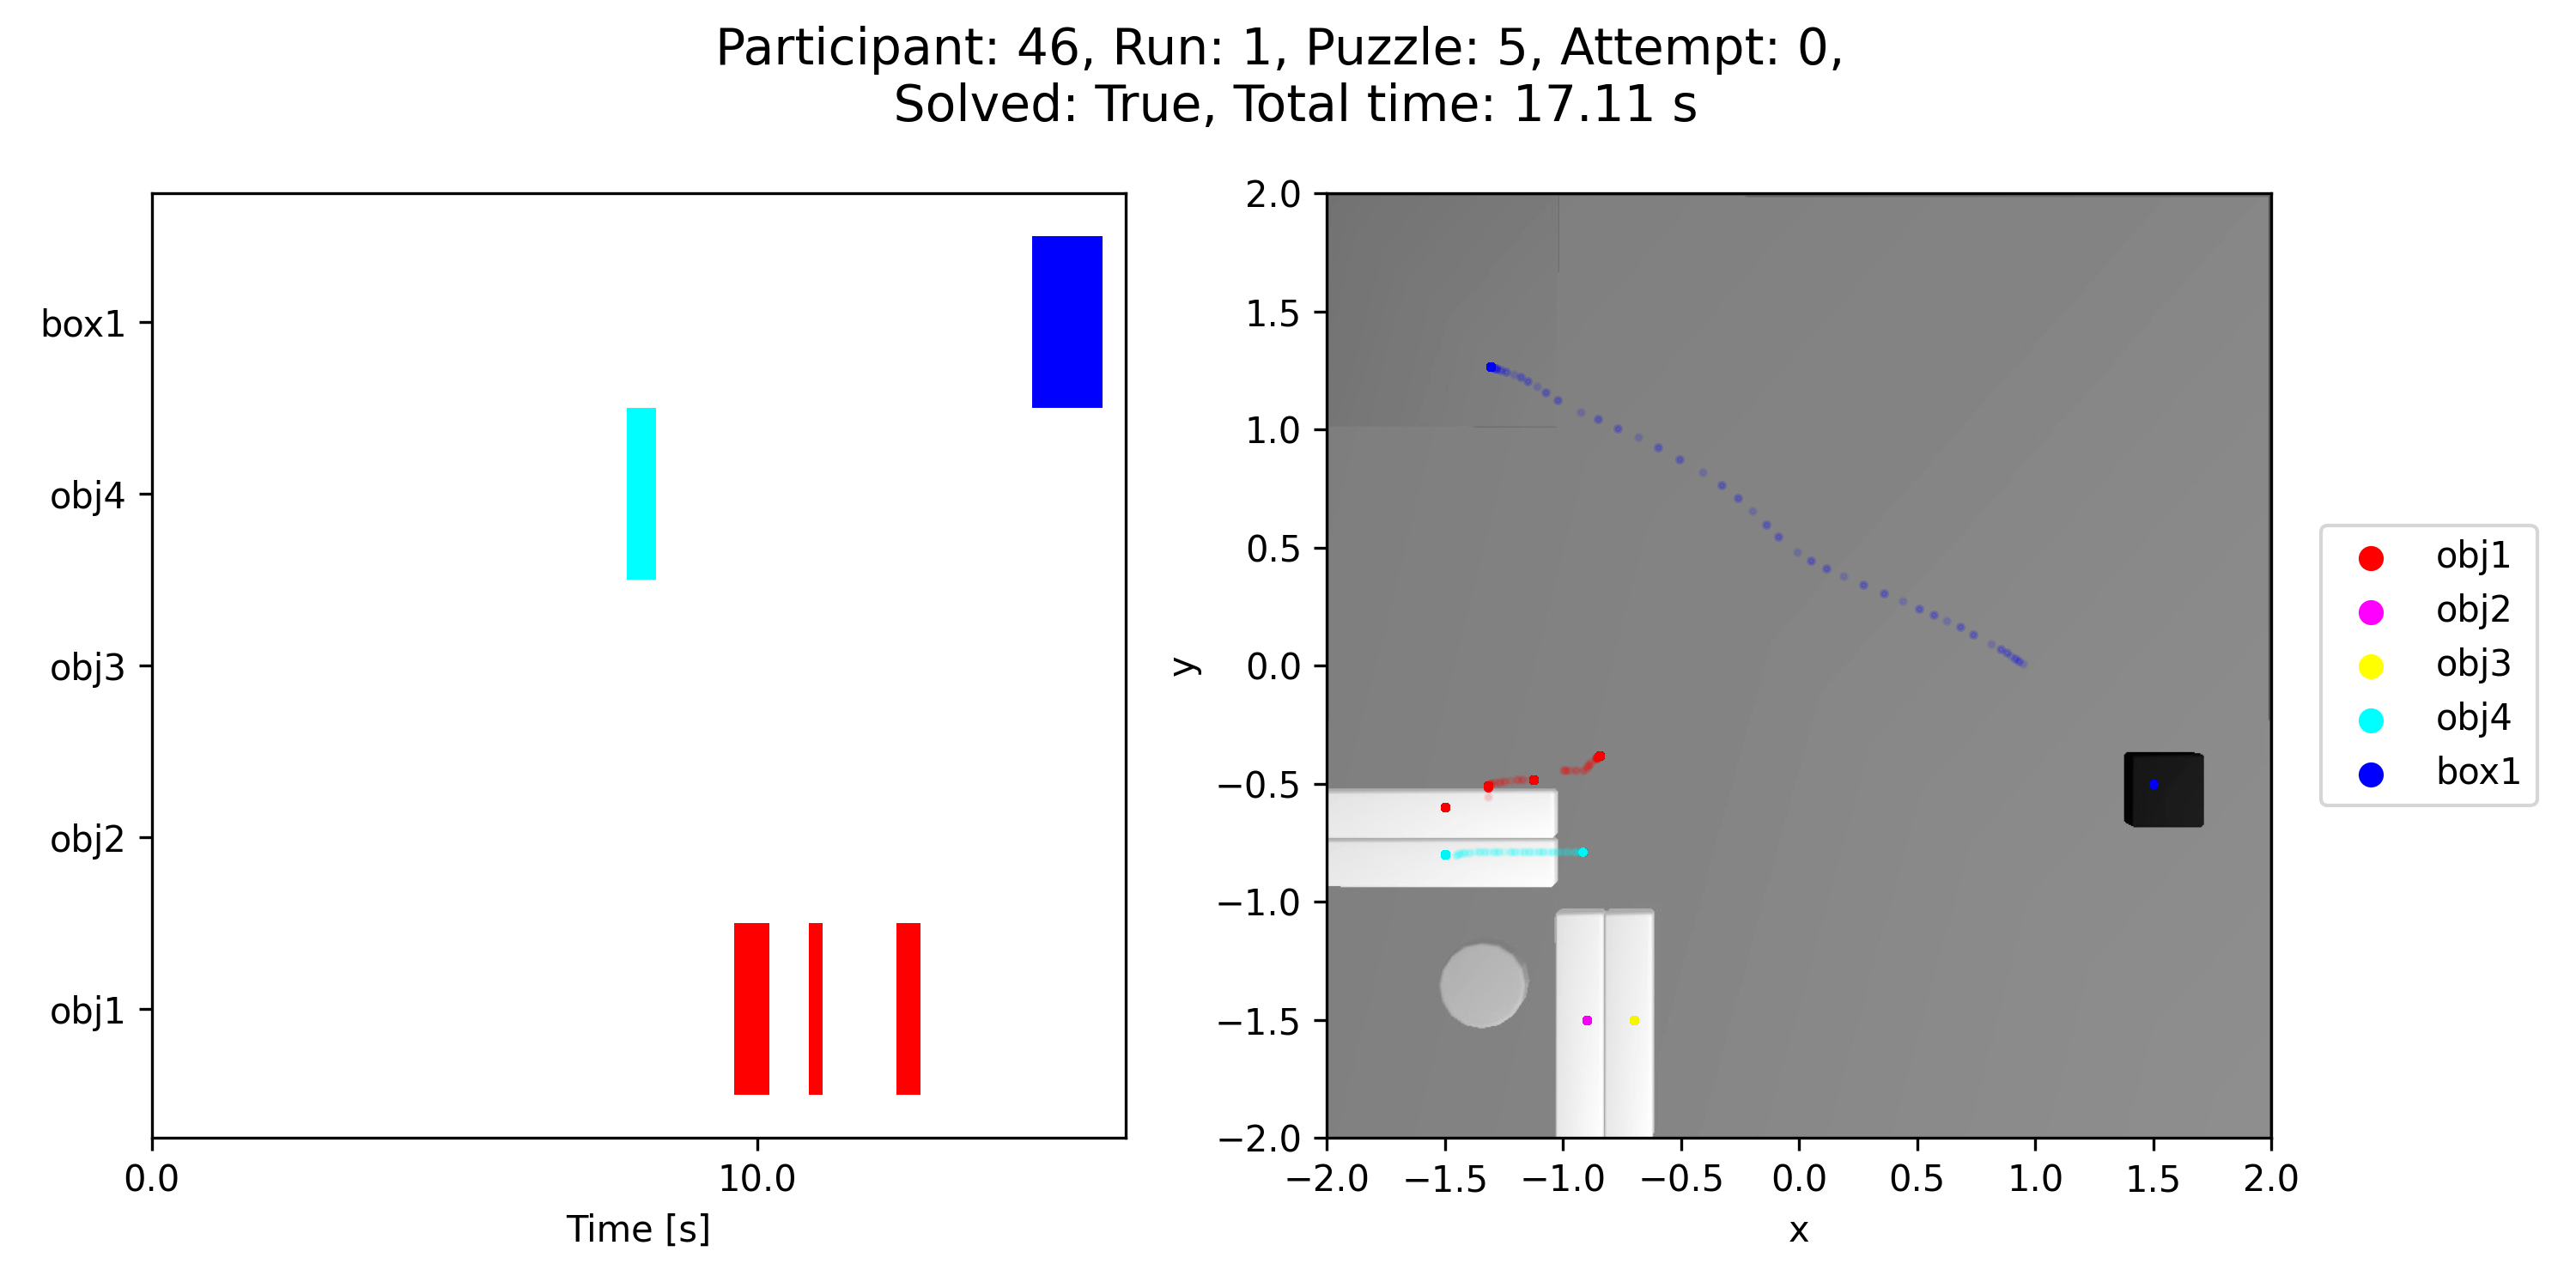 Participant: 46, Run: 1, Puzzle: 5, Attempt: 0,
Solved: True, Total time: 17.11 s
box1
obj4
obj3
obj2
obj1
0.0 10.0
Time [s]
2.0
1.5
1.0
0.5
0.0
−0.5
−1.0
−1.5
−2.0
y
−2.0 −1.5 −1.0 −0.5 0.0 0.5 1.0 1.5 2.0
x
obj1
obj2
obj3
obj4
box1